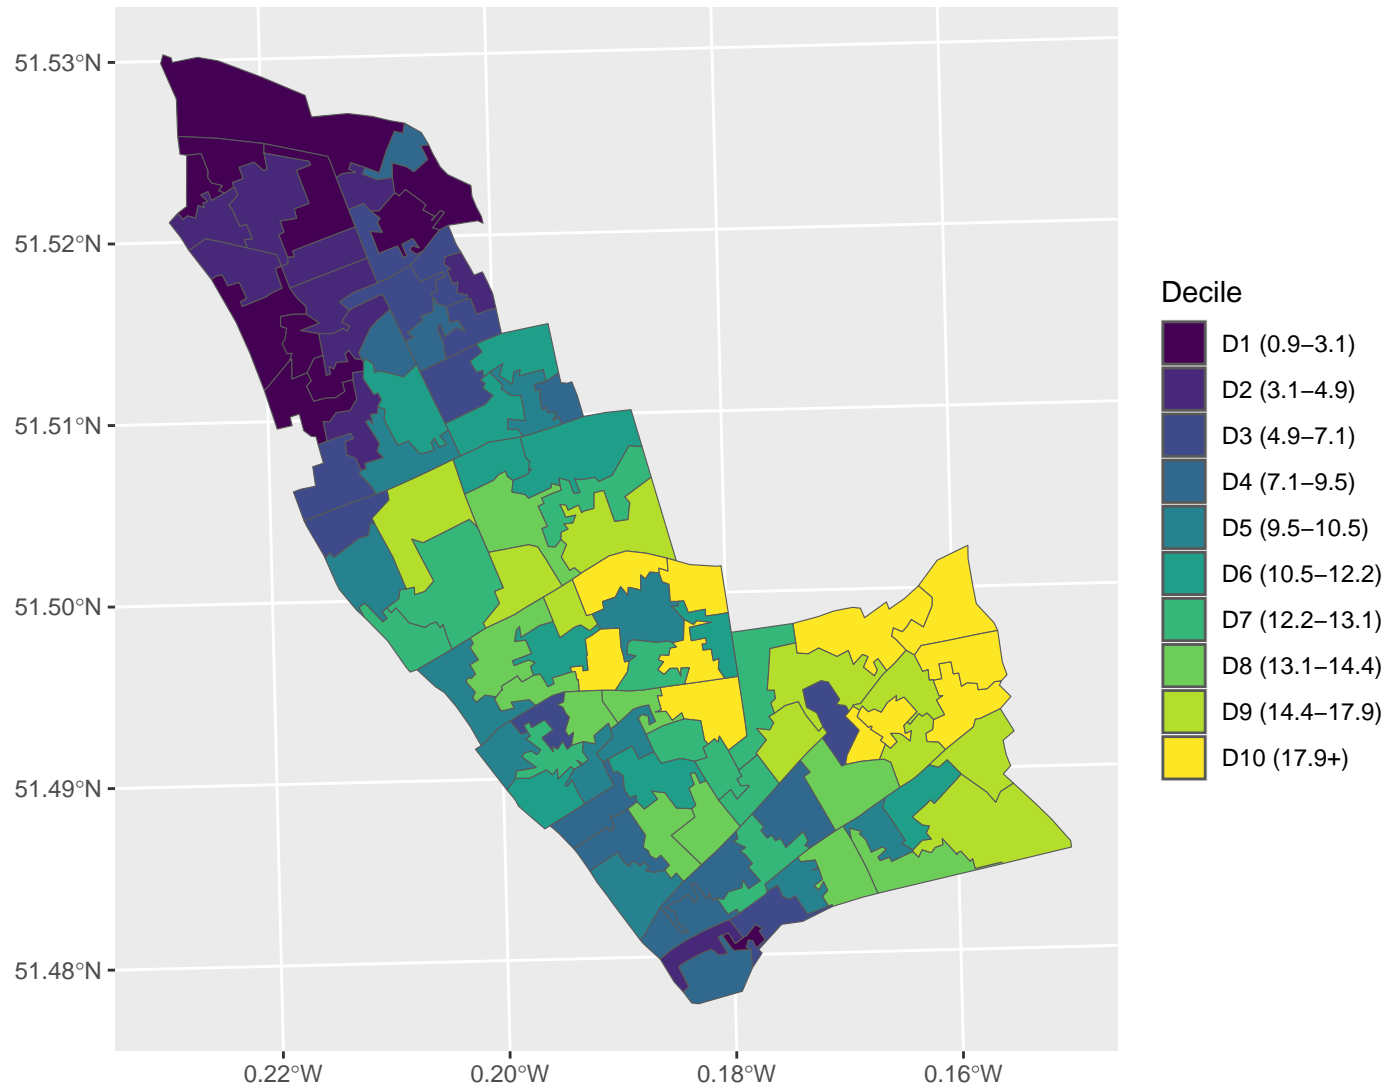 51.53°N
51.52°N
51.51°N
51.50°N
51.49°N
51.48°N
0.22°W
0.20°W
0.18°W
0.16°W
Decile
D1 (0.9−3.1)
D2 (3.1−4.9)
D3 (4.9−7.1)
D4 (7.1−9.5)
D5 (9.5−10.5)
D6 (10.5−12.2)
D7 (12.2−13.1)
D8 (13.1−14.4)
D9 (14.4−17.9)
D10 (17.9+)